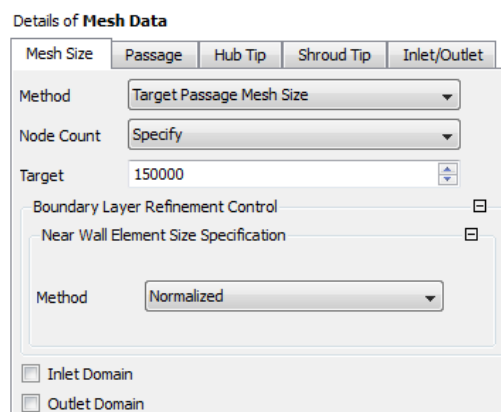 Details of Mesh Data
Mesh Size Passage Hub Tip Shroud Tip Inlet/Outlet
Method Target Passage Mesh Size
Node Count Specify
Target 150000
Boundary Layer Refinement Control
Near Wall Element Size Specification
Method Normalized
Inlet Domain
Outlet Domain